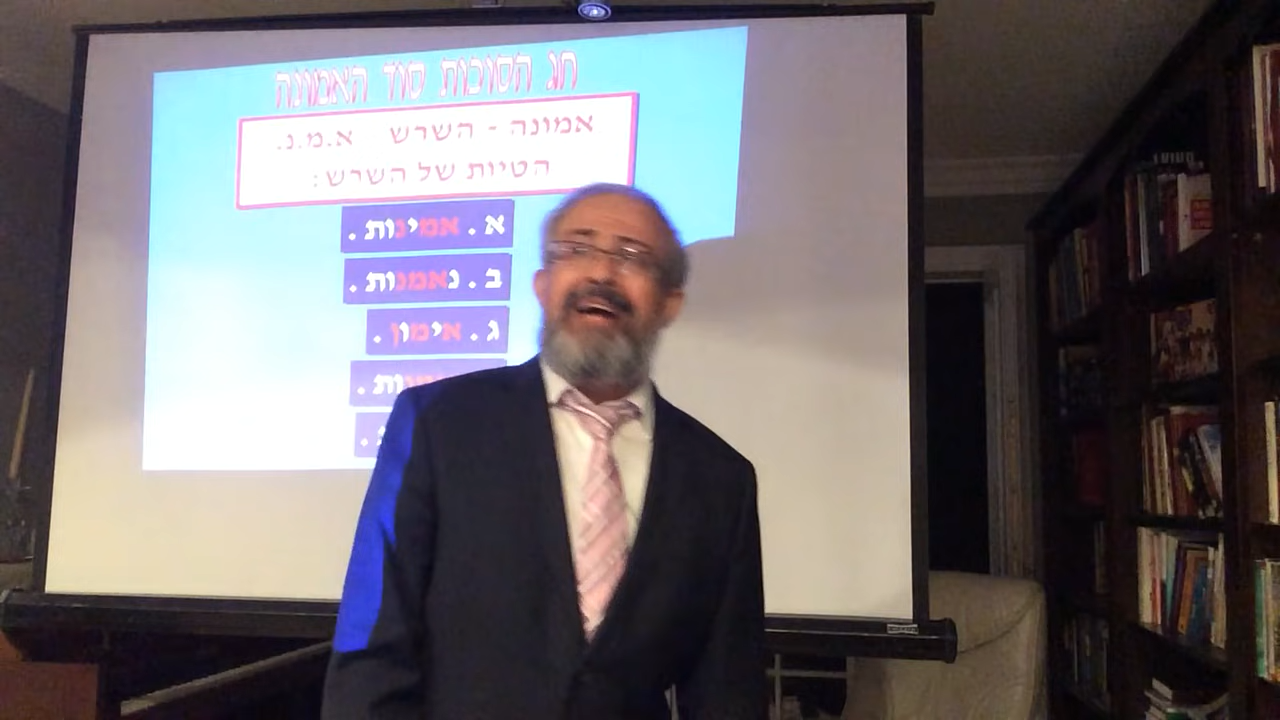 חג הסוכות סוד האמונה
אמונה - השרש א.מ.נ.
הטיות של השרש:
א. אמינות.
ב. נאמנות.
ג. אימון.